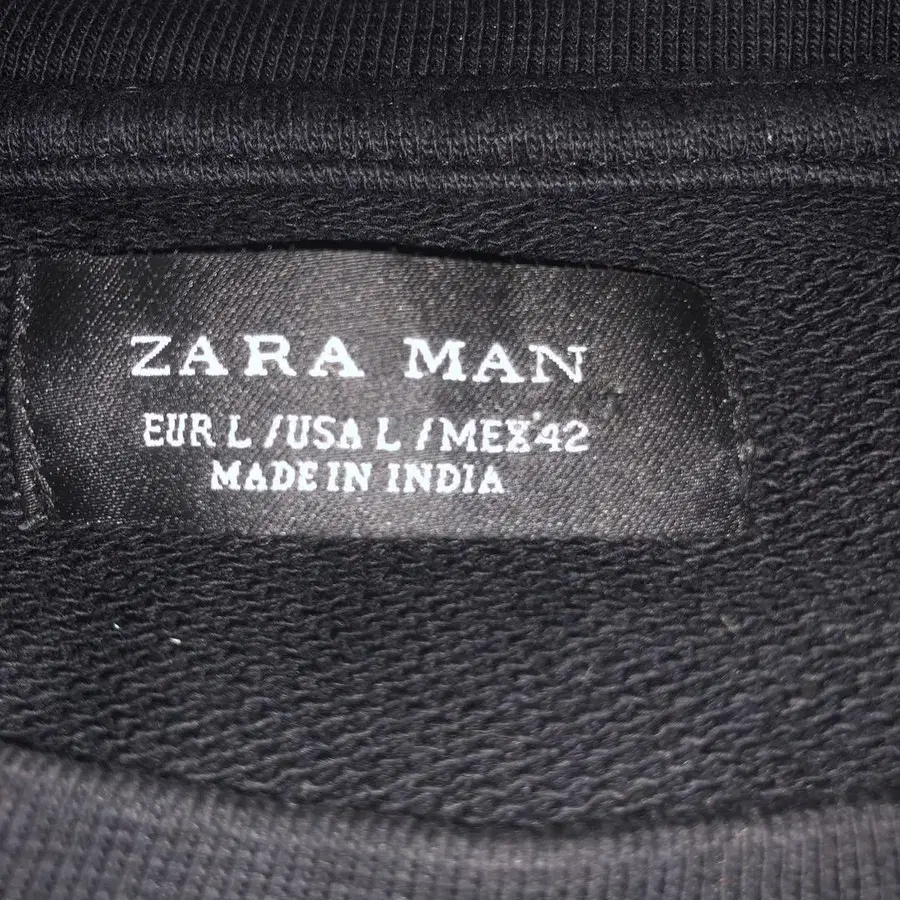 ZARA MAN
EUR L / USA L / MEX 42
MADE IN INDIA